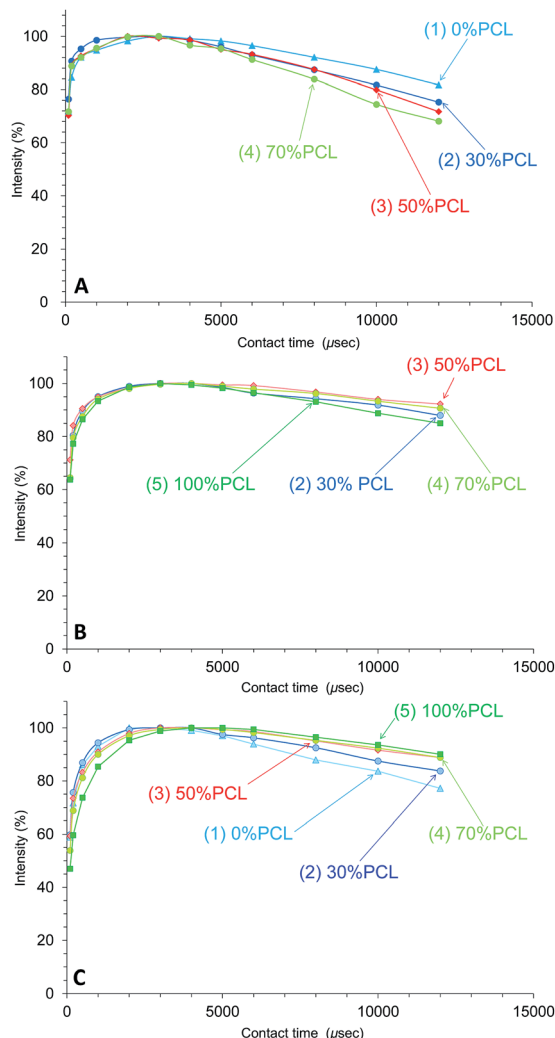 100
(1) 0%PCL
80
Intensity (%)
60
(4) 70%PCL
(2) 30%PCL
40
(3) 50%PCL
20
A
0
0
5000
10000
15000
Contact time (µsec)
B
100
(3) 50%PCL
80
Intensity (%)
(5) 100%PCL
(2) 30% PCL
(4) 70%PCL
60
40
20
0
0
5000
10000
15000
Contact time (µsec)
100
(5) 100%PCL
80
Intensity (%)
(3) 50%PCL
(1) 0%PCL
(4) 70%PCL
60
(2) 30%PCL
40
20
C
0
0
5000
10000
15000
Contact time (µsec)